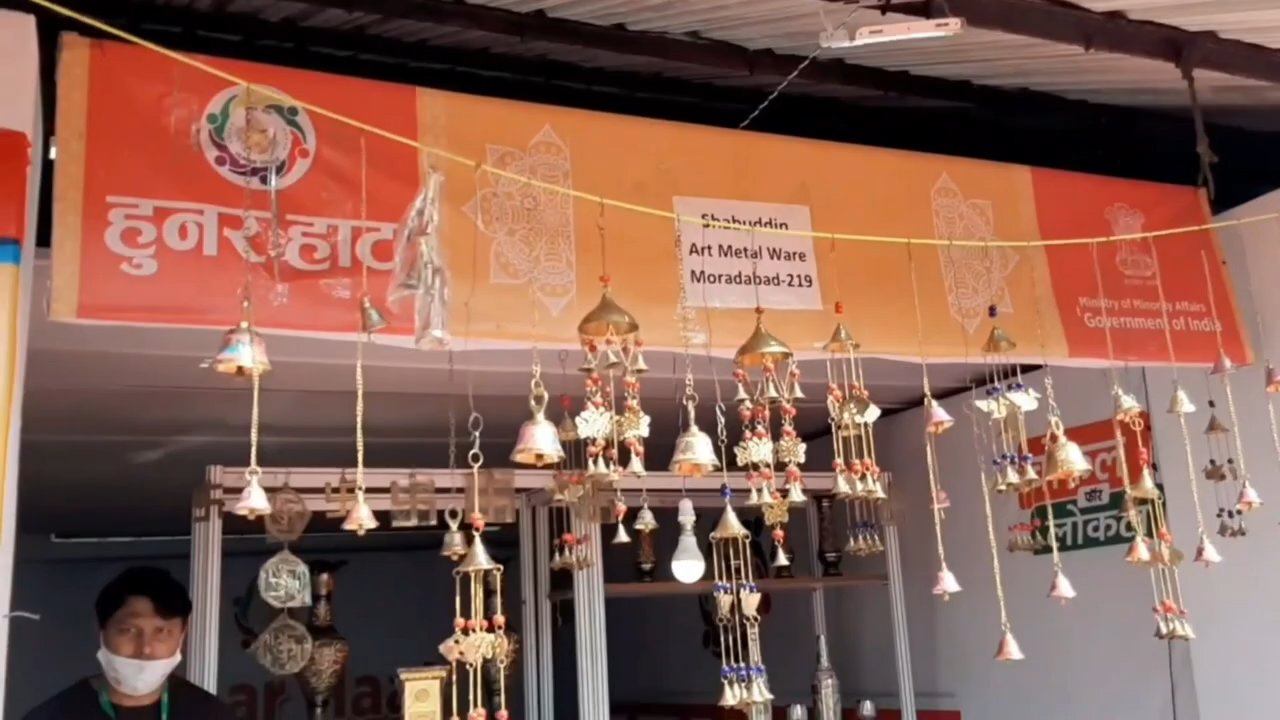 हुनर हाट
Shabuddin
Art Metal Ware
Moradabad-219
Ministry of Minority Affairs
Government of India
फीर
लोकल